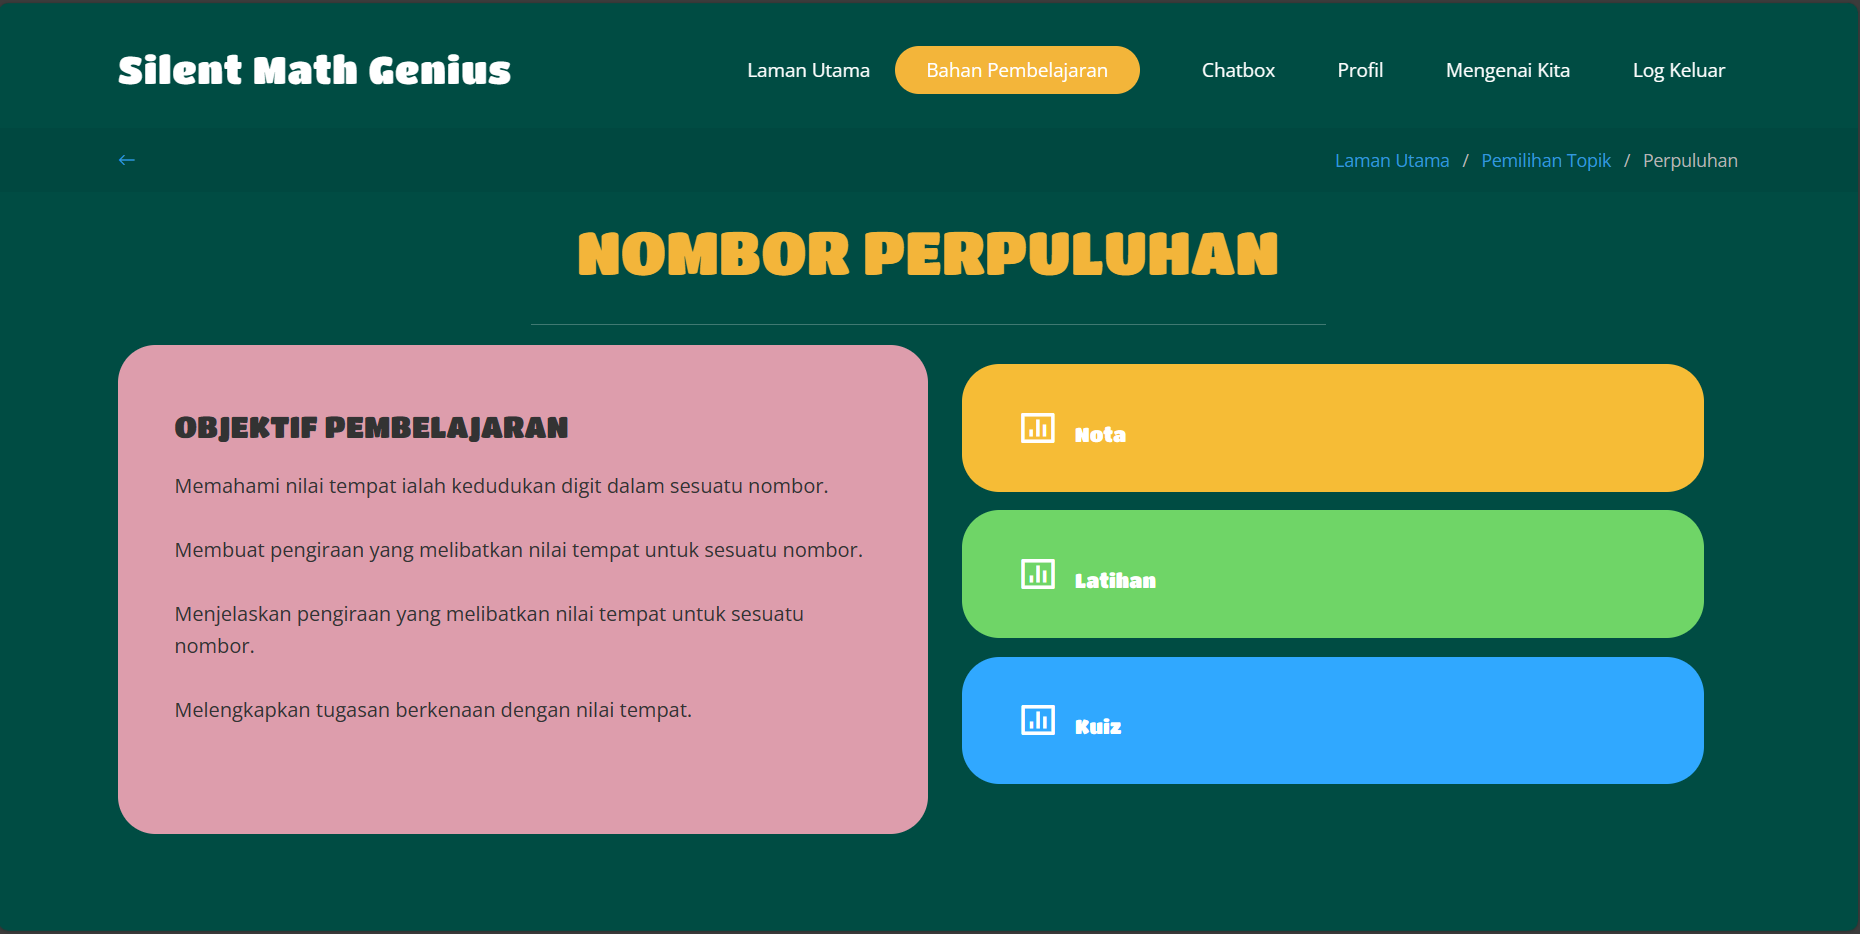 Silent Math Genius
Laman Utama
Bahan Pembelajaran
Chatbox
Profil
Mengenai Kita
Log Keluar
Laman Utama / Pemilihan Topik / Perpuluhan
NOMBOR PERPULUHAN
OBJEKTIF PEMBELAJARAN
Memahami nilai tempat ialah kedudukan digit dalam sesuatu nombor.
Membuat pengiraan yang melibatkan nilai tempat untuk sesuatu nombor.
Menjelaskan pengiraan yang melibatkan nilai tempat untuk sesuatu
nombor.
Melengkapkan tugasan berkenaan dengan nilai tempat.
Nota
Latihan
Kuiz